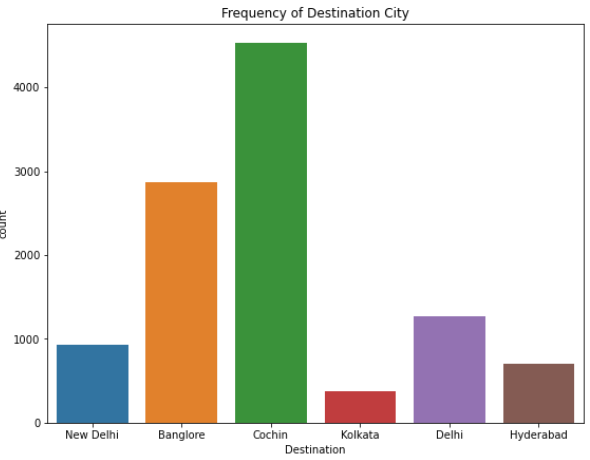 Frequency of Destination City
4000
3000
2000
1000
0
count
New Delhi Banglore Cochin Kolkata Delhi Hyderabad
Destination